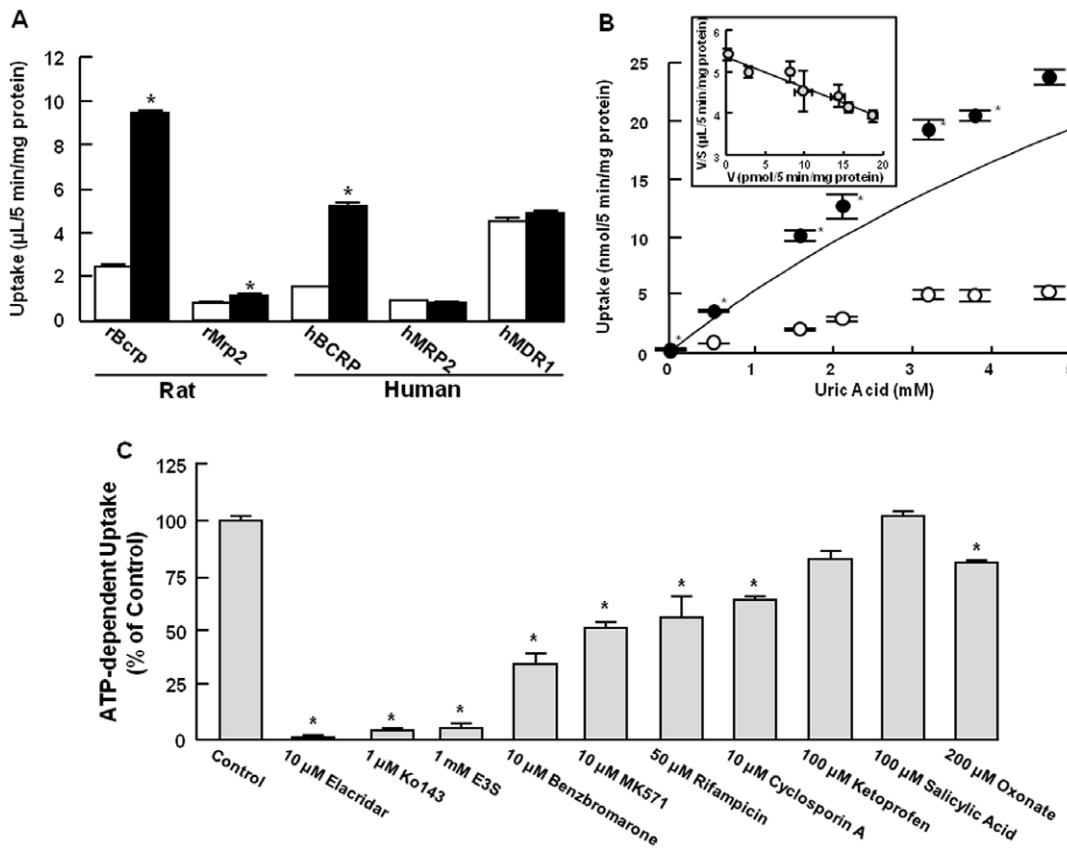 A
Uptake (µL/5 min/mg protein)
12
10
8
6
4
2
0
*
*
*
rBcrp
rMrp2
hBCRP
hMRP2
hMDR1
Rat
Human
B
Uptake (nmol/5 min/mg protein)
25
20
15
10
5
0
V/S (µL/5 min/mg protein)
6
5
4
3
0
5
10
15
20
V (pmol/5 min/mg protein)
*
*
*
*
*
*
0
1
2
3
4
5
Uric Acid (mM)
C
ATP-dependent Uptake
(% of Control)
125
100
75
50
25
0
*
*
*
*
*
*
*
*
Control
10 µM Elacridar
1 µM Ko143
1 mM E3S
10 µM Benzbromarone
10 µM MK571
50 µM Rifampicin
10 µM Cyclosporin A
100 µM Ketoprofen
100 µM Salicylic Acid
200 µM Oxonate